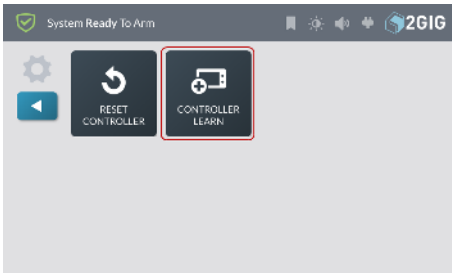 System Ready To Arm
2GIG
RESET
CONTROLLER
CONTROLLER
LEARN